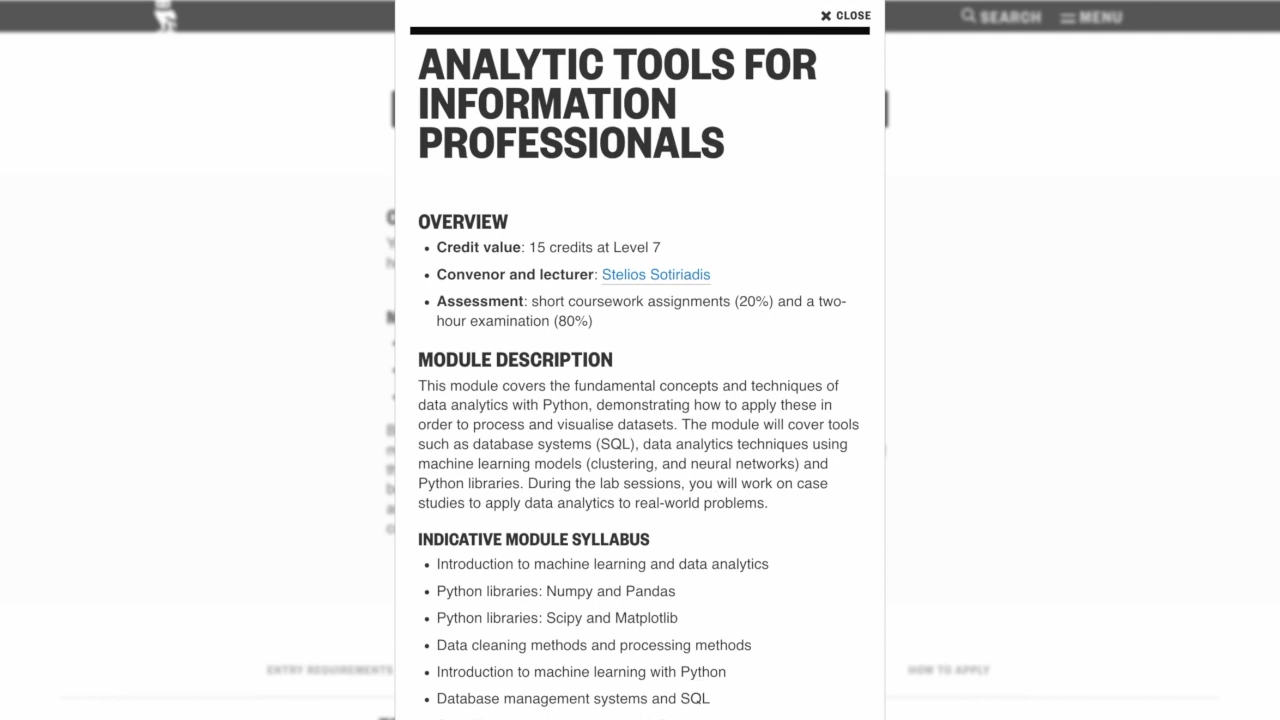 SEARCH
MENU
CLOSE
ANALYTIC TOOLS FOR
INFORMATION
PROFESSIONALS
OVERVIEW
• Credit value: 15 credits at Level 7
• Convenor and lecturer: Stelios Sotiriadis
• Assessment: short coursework assignments (20%) and a two-
hour examination (80%)
MODULE DESCRIPTION
This module covers the fundamental concepts and techniques of
data analytics with Python, demonstrating how to apply these in
order to process and visualise datasets. The module will cover tools
such as database systems (SQL), data analytics techniques using
machine learning models (clustering, and neural networks) and
Python libraries. During the lab sessions, you will work on case
studies to apply data analytics to real-world problems.
INDICATIVE MODULE SYLLABUS
• Introduction to machine learning and data analytics
• Python libraries: Numpy and Pandas
• Python libraries: Scipy and Matplotlib
• Data cleaning methods and processing methods
• Introduction to machine learning with Python
• Database management systems and SQL
ENTRY REQUIREMENTS
HOW TO APPLY